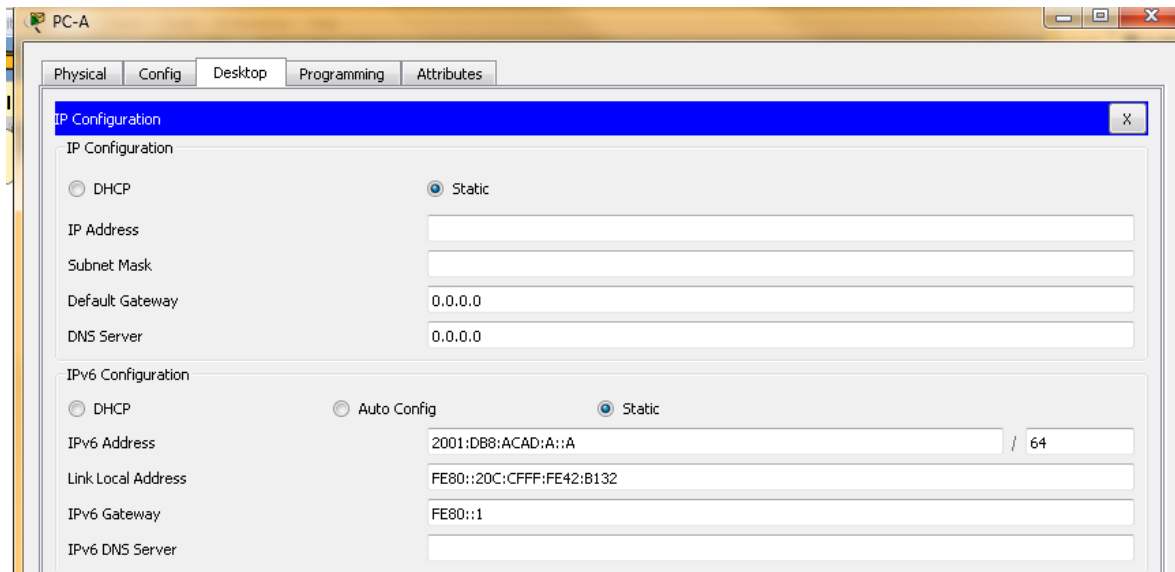 PC-A
X
Physical Config Desktop Programming Attributes
IP Configuration X
IP Configuration
DHCP Static
IP Address
Subnet Mask
Default Gateway 0.0.0.0
DNS Server 0.0.0.0
IPv6 Configuration
DHCP Auto Config Static
IPv6 Address 2001:DB8:ACAD:A::A / 64
Link Local Address FE80::20C:CFFF:FE42:B132
IPv6 Gateway FE80::1
IPv6 DNS Server